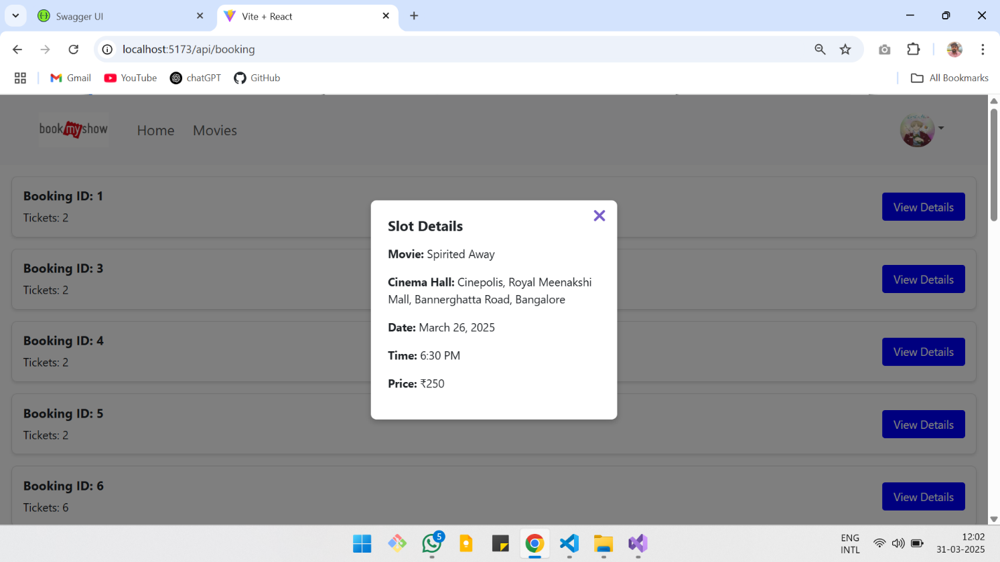 Swagger UI
Vite + React
localhost:5173/api/booking
Gmail
YouTube
chatGPT
GitHub
All Bookmarks
bookmyshow
Home
Movies
Booking ID: 1
Tickets: 2
View Details
Booking ID: 3
Tickets: 2
View Details
Booking ID: 4
Tickets: 2
View Details
Booking ID: 5
Tickets: 2
View Details
Booking ID: 6
Tickets: 6
View Details
Slot Details
Movie: Spirited Away
Cinema Hall: Cinepolis, Royal Meenakshi
Mall, Bannerghatta Road, Bangalore
Date: March 26, 2025
Time: 6:30 PM
Price: ₹250
5
ENG
INTL
12:02
31-03-2025